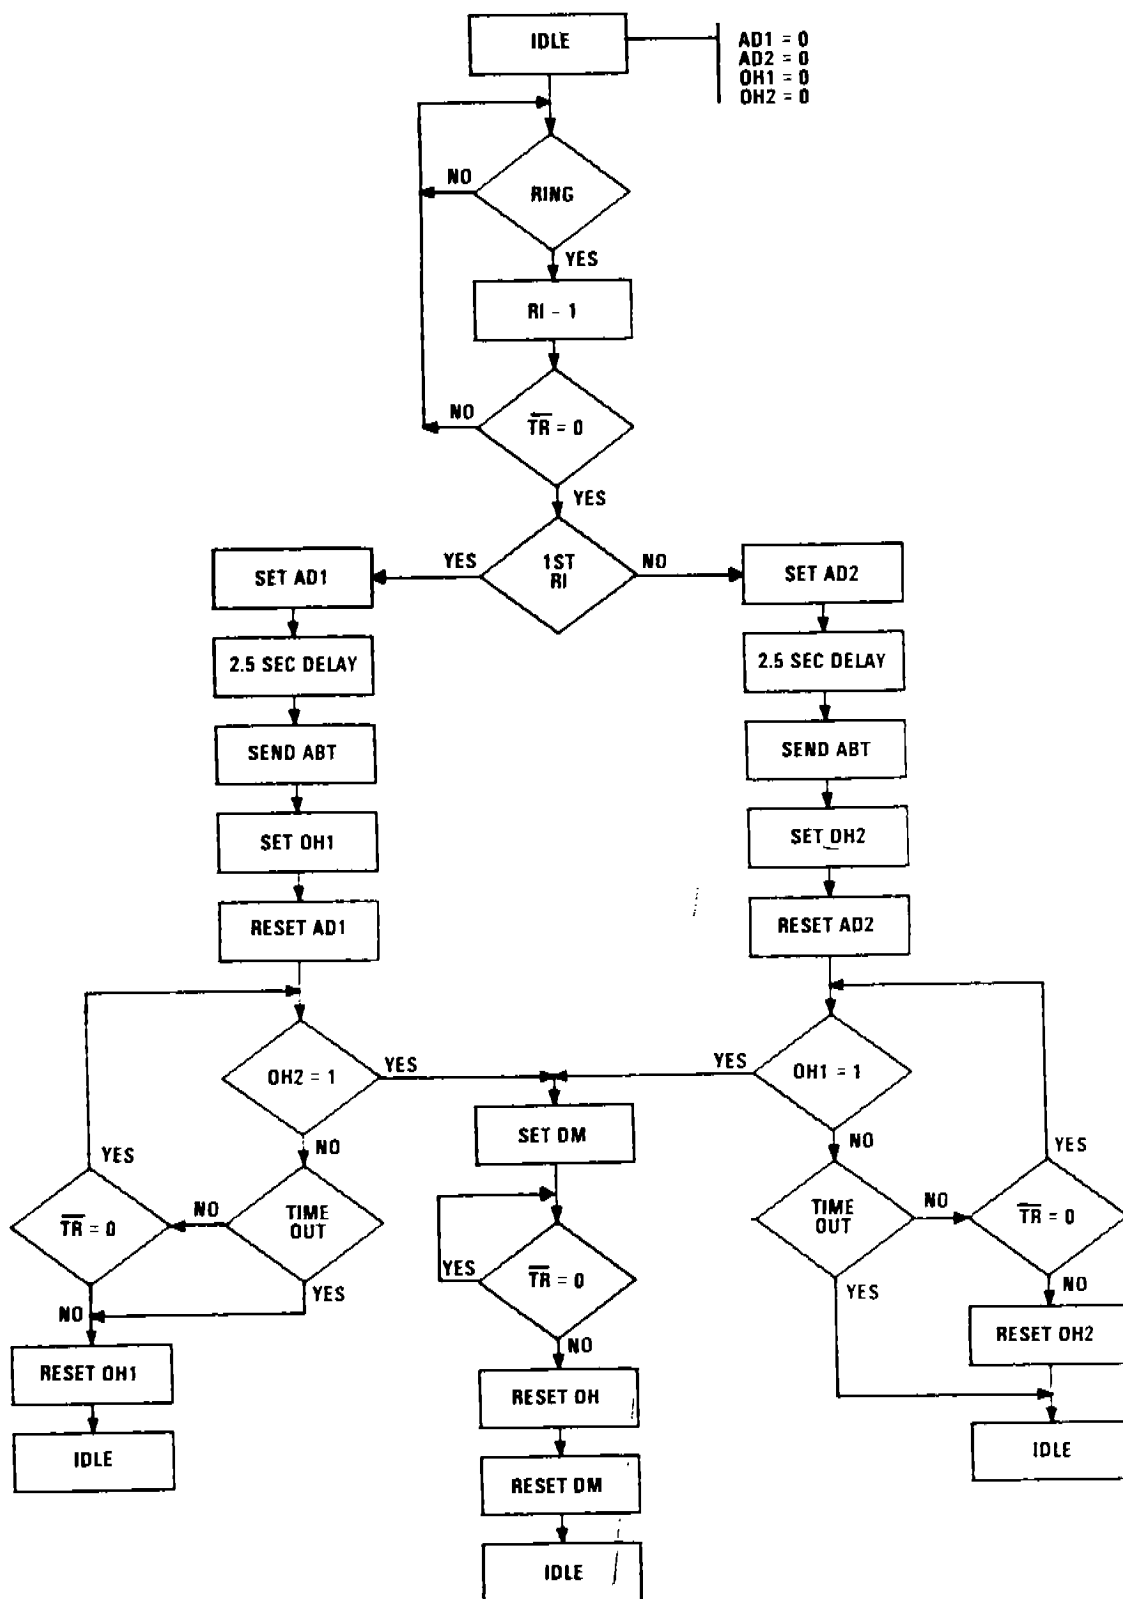 IDLE
AD1 = 0
AD2 = 0
OH1 = 0
OH2 = 0
NO
RING
YES
RI - 1
NO
T̅R̅ = 0
YES
YES
1ST
RI
NO
SET AD1
SET AD2
2.5 SEC DELAY
2.5 SEC DELAY
SEND ABT
SEND ABT
SET OH1
SET OH2
RESET AD1
RESET AD2
OH2 = 1
YES
YES
OH1 = 1
SET DM
NO
NO
YES
YES
T̅R̅ = 0
NO
TIME
OUT
TIME
OUT
NO
T̅R̅ = 0
YES
T̅R̅ = 0
NO
YES
YES
NO
RESET OH1
NO
RESET OH2
RESET OH
IDLE
IDLE
RESET DM
IDLE